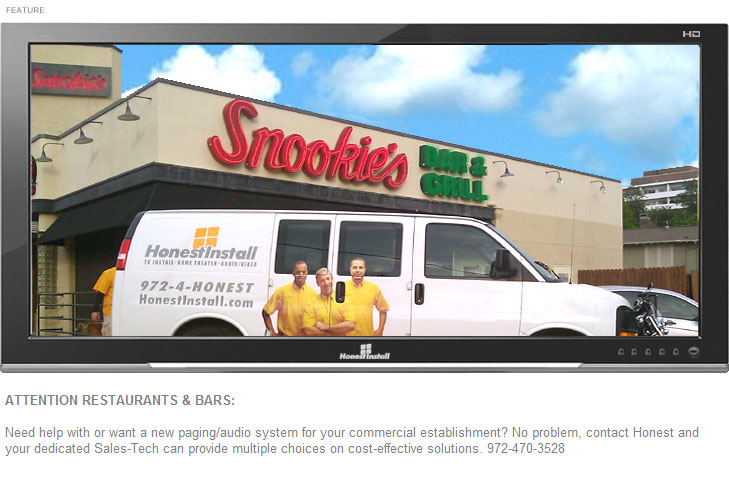 FEATURE
HD
Snookie's
Snookie's
BAR &
GRILL
HonestInstall
TV INSTALL · HOME THEATER · AUDIO/VIDEO
972-4-HONEST
HonestInstall.com
HonestInstall
ATTENTION RESTAURANTS & BARS:
Need help with or want a new paging/audio system for your commercial establishment? No problem, contact Honest and
your dedicated Sales-Tech can provide multiple choices on cost-effective solutions. 972-470-3528